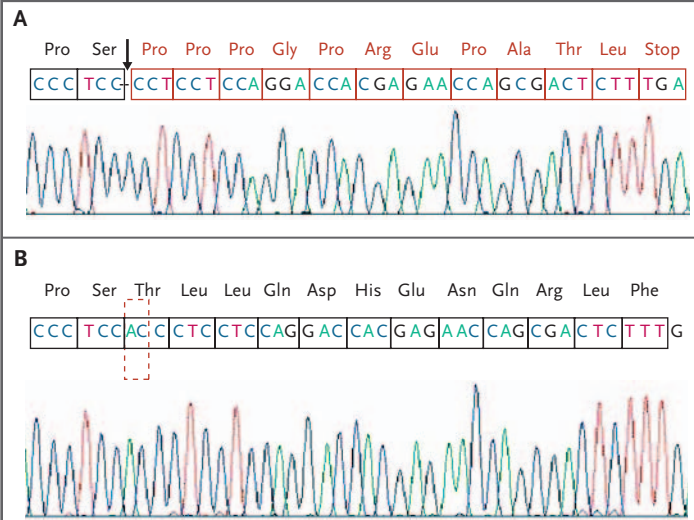 A
Pro Ser Pro Pro Pro Gly Pro Arg Glu Pro Ala Thr Leu Stop
CCC TCC-CCT CCT CCA GGA CCA CGA GAA CCA GCG ACT CTT TGA
B
Pro Ser Thr Leu Leu Gln Asp His Glu Asn Gln Arg Leu Phe
CCC TCC ACC CTC CTC CAG GAC CAC GAG AAC CAG CGA CTC TTT G